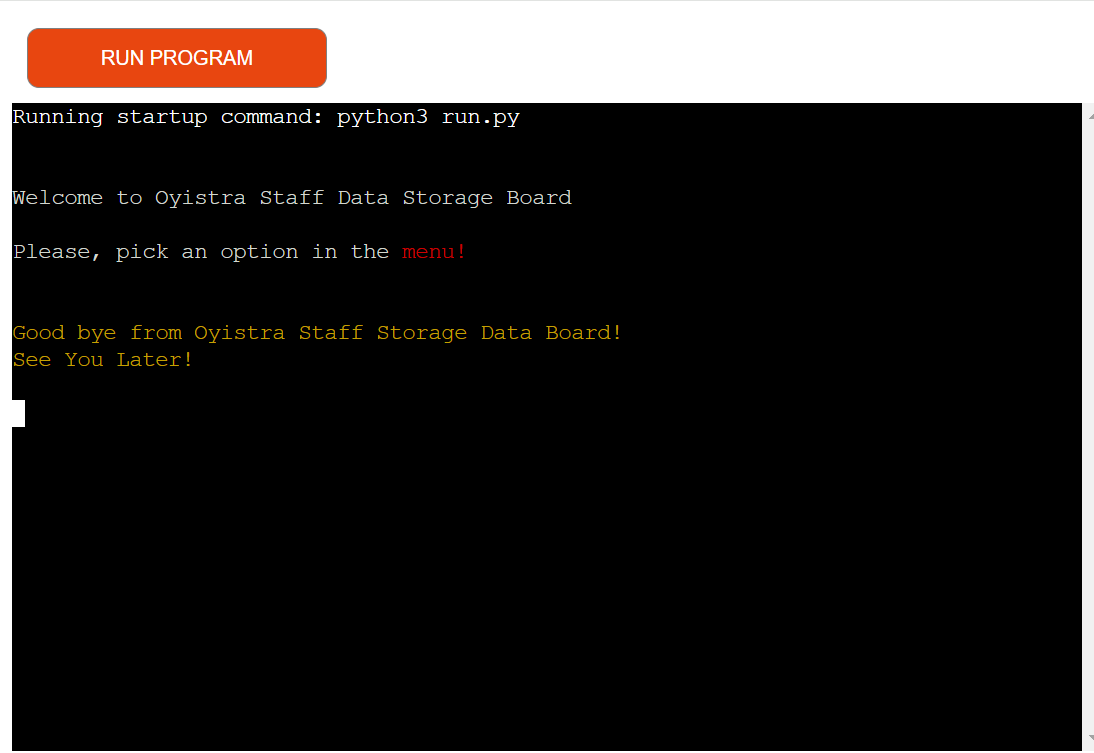 RUN PROGRAM
Running startup command: python3 run.py
Welcome to Oyistra Staff Data Storage Board
Please, pick an option in the menu!
Good bye from Oyistra Staff Storage Data Board!
See You Later!